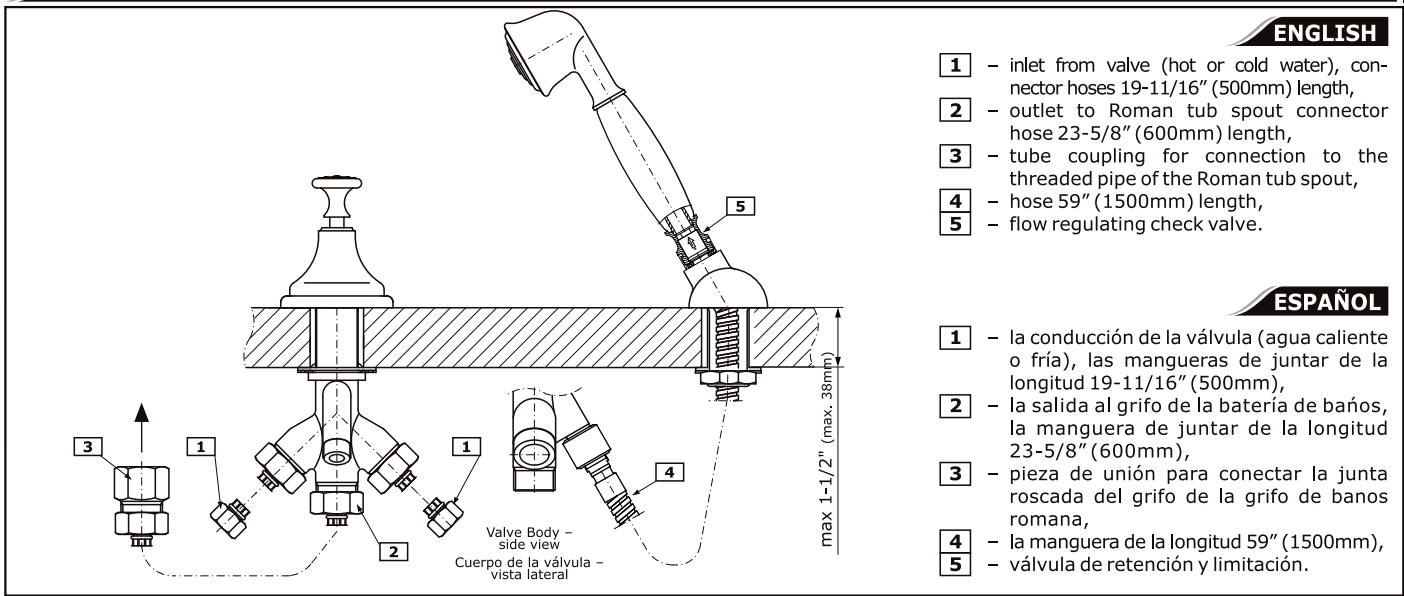 ENGLISH
1 – inlet from valve (hot or cold water), con-
nector hoses 19-11/16” (500mm) length,
2 – outlet to Roman tub spout connector
hose 23-5/8” (600mm) length,
3 – tube coupling for connection to the
threaded pipe of the Roman tub spout,
4 – hose 59” (1500mm) length,
5 – flow regulating check valve.
ESPAÑOL
1 – la conducción de la válvula (agua caliente
o fría), las mangueras de juntar de la
longitud 19-11/16” (500mm),
2 – la salida al grifo de la batería de bańos,
la manguera de juntar de la longitud
23-5/8” (600mm),
3 – pieza de unión para conectar la junta
roscada del grifo de la grifo de banos
romana,
4 – la manguera de la longitud 59” (1500mm),
5 – válvula de retención y limitación.
5
3
1
1
4
2
max 1-1/2" (max. 38mm)
Valve Body –
side view
Cuerpo de la válvula –
vista lateral